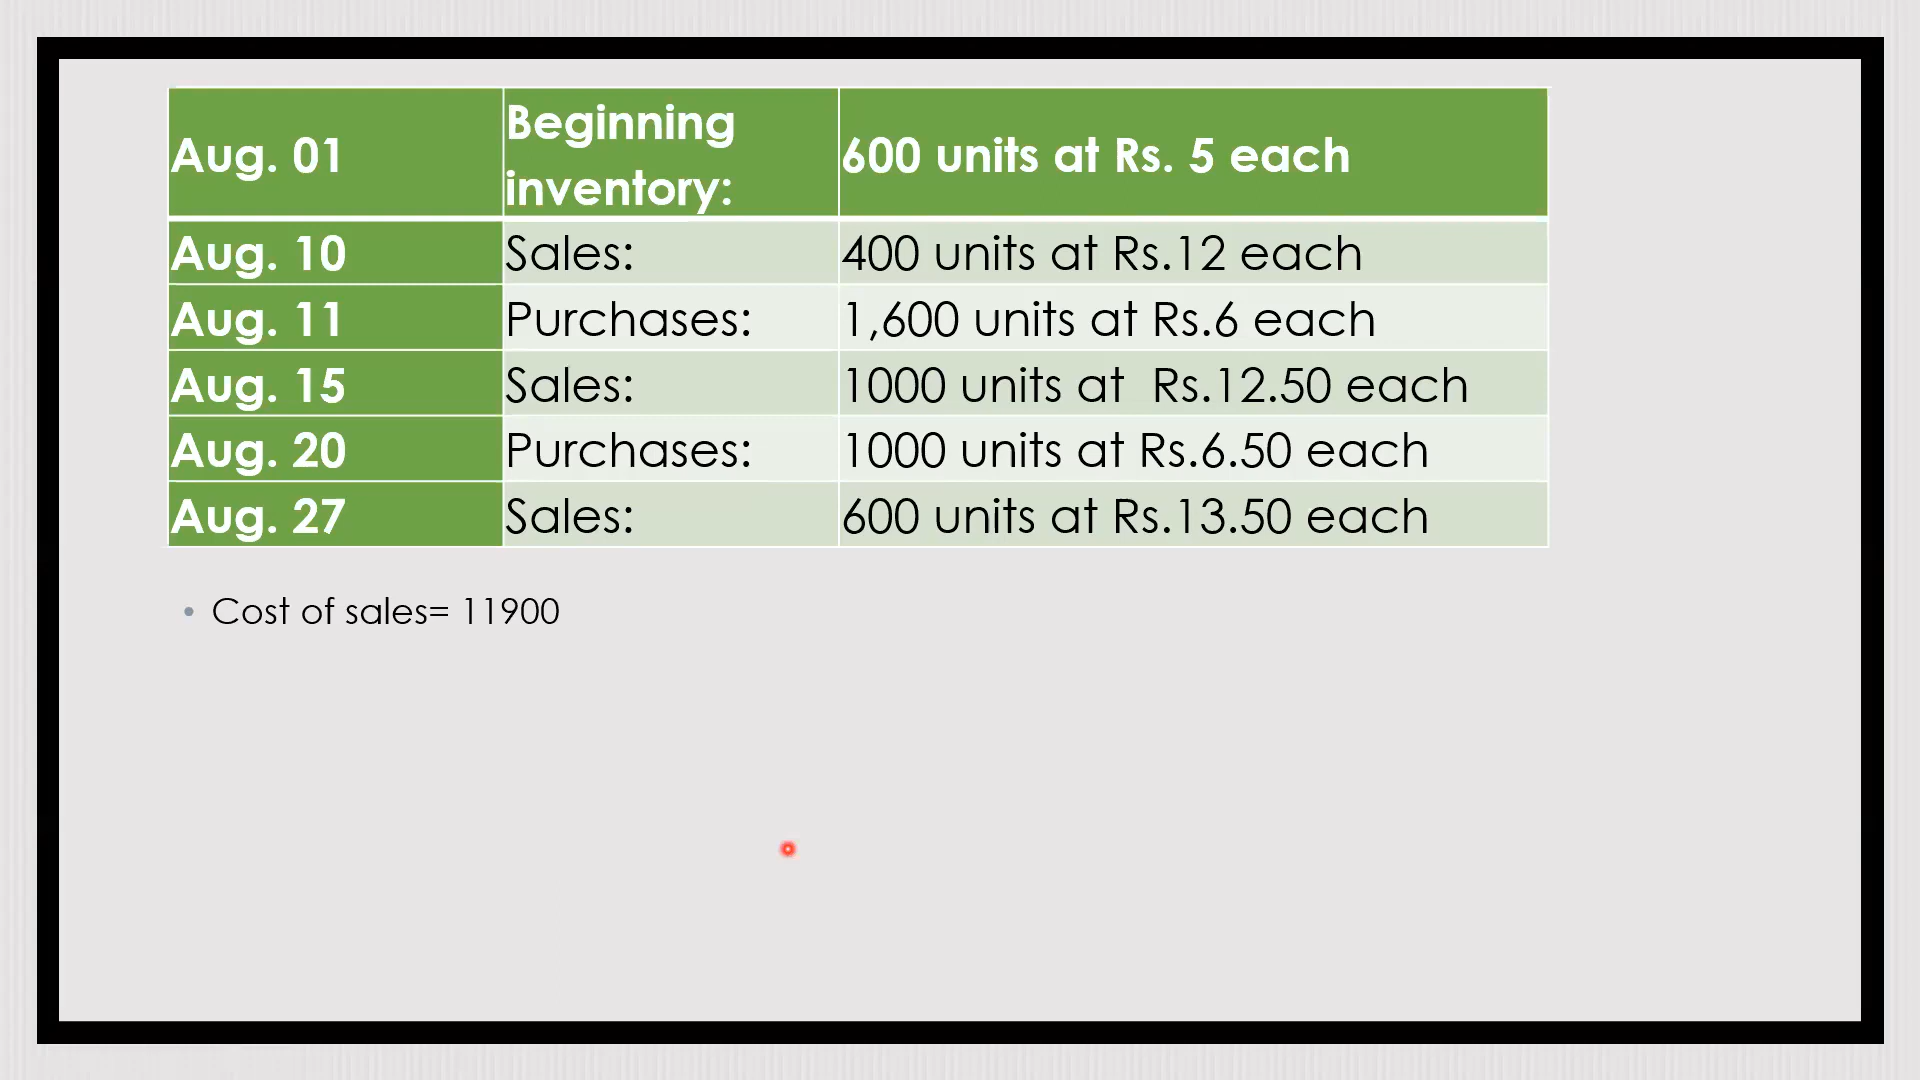 Aug. 01 Beginning inventory: 600 units at Rs. 5 each
Aug. 10 Sales: 400 units at Rs.12 each
Aug. 11 Purchases: 1,600 units at Rs.6 each
Aug. 15 Sales: 1000 units at  Rs.12.50 each
Aug. 20 Purchases: 1000 units at Rs.6.50 each
Aug. 27 Sales: 600 units at Rs.13.50 each
• Cost of sales= 11900